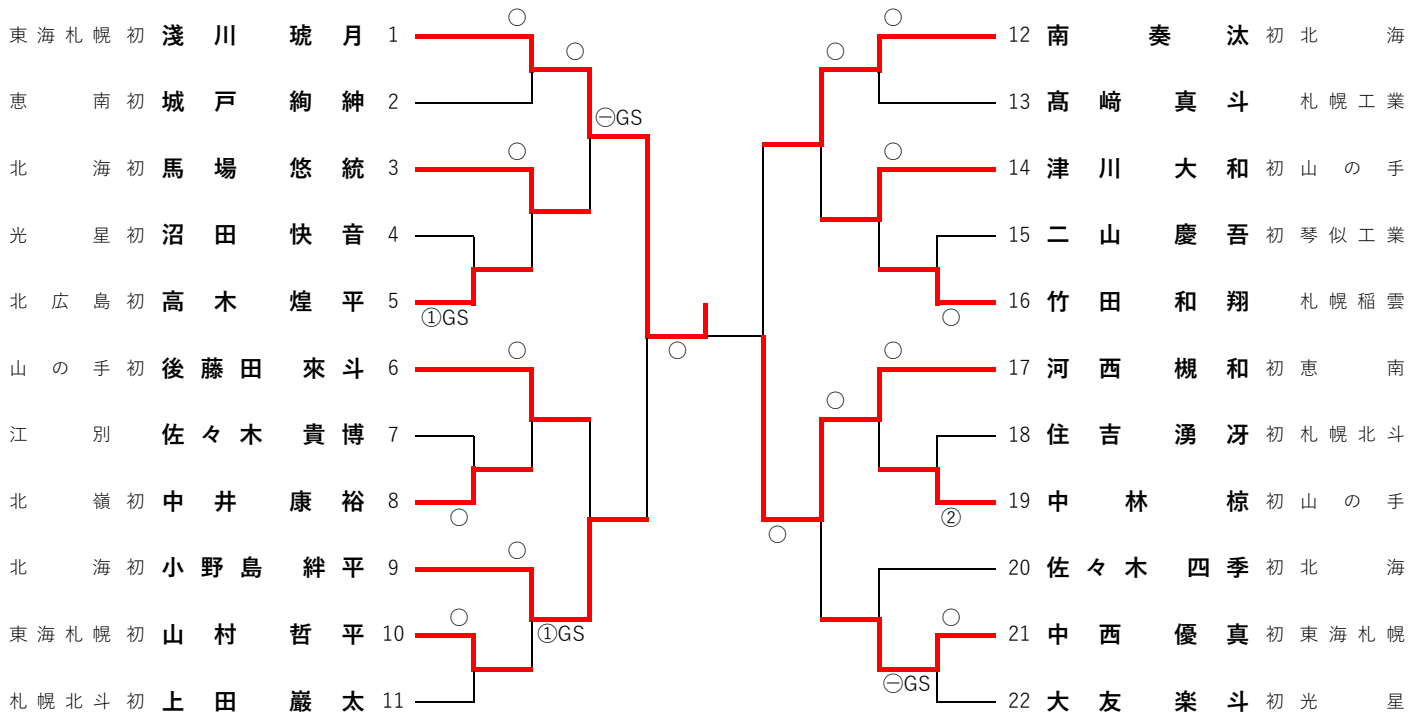 ○ ○
東海札幌 初 淺川 琥月 1 12 南 奏汰 初 北海
○ ○
恵南 初 城戸 絢紳 2 13 髙﨑 真斗 札幌工業
㊀GS
○ ○
北海 初 馬場 悠統 3 14 津川 大和 初 山の手
光星 初 沼田 快音 4 15 二山 慶吾 初 琴似工業
北広島 初 高木 煌平 5 16 竹田 和翔 札幌稲雲
①GS ○
○ ○ ○
山の手 初 後藤田 來斗 6 17 河西 槻和 初 恵南
○
江別 佐々木 貴博 7 18 住吉 湧冴 初 札幌北斗
北嶺 初 中井 康裕 8 19 中林 椋 初 山の手
○ ②
○ ○
北海 初 小野島 絆平 9 20 佐々木 四季 初 北海
○ ○
東海札幌 初 山村 哲平 10 21 中西 優真 初 東海札幌
①GS
㊀GS
札幌北斗 初 上田 巖太 11 22 大友 楽斗 初 光星